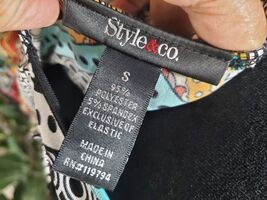 Style&co.
S
95%
POLYESTER
5% SPANDEX
EXCLUSIVE OF
ELASTIC
MADE IN
CHINA
RN#119794